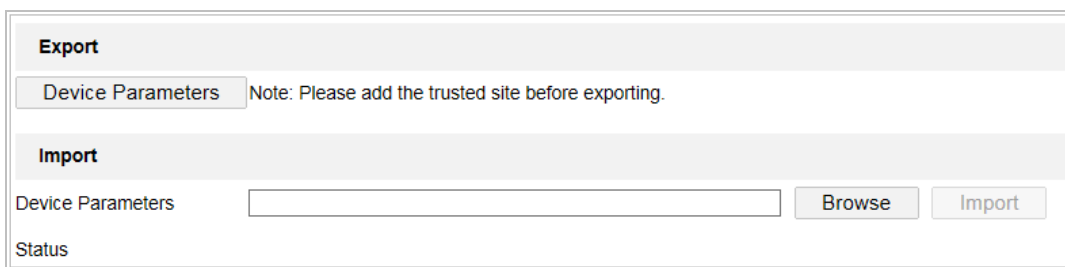 Export
Device Parameters Note: Please add the trusted site before exporting.
Import
Device Parameters Browse Import
Status